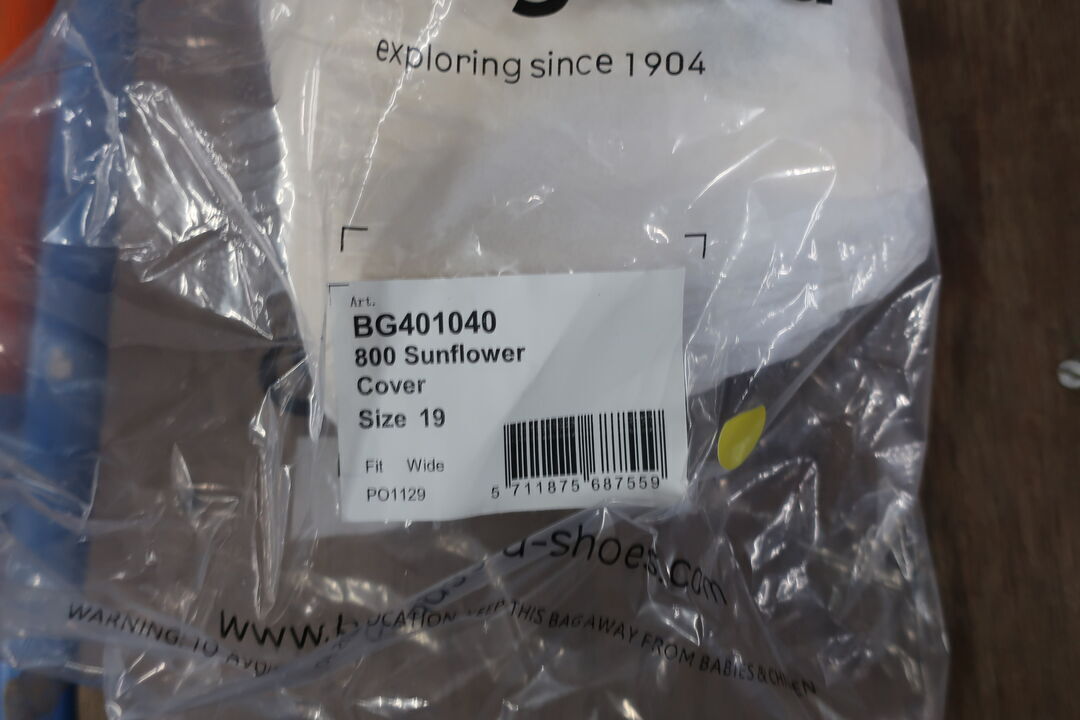 exploring since 1904
Art.
BG401040
800 Sunflower
Cover
Size 19
Fit Wide
PO1129
5 711875 687559
-shoes.com
www.b
WARNING: TO
THIS BAG AWAY FROM BABIES &